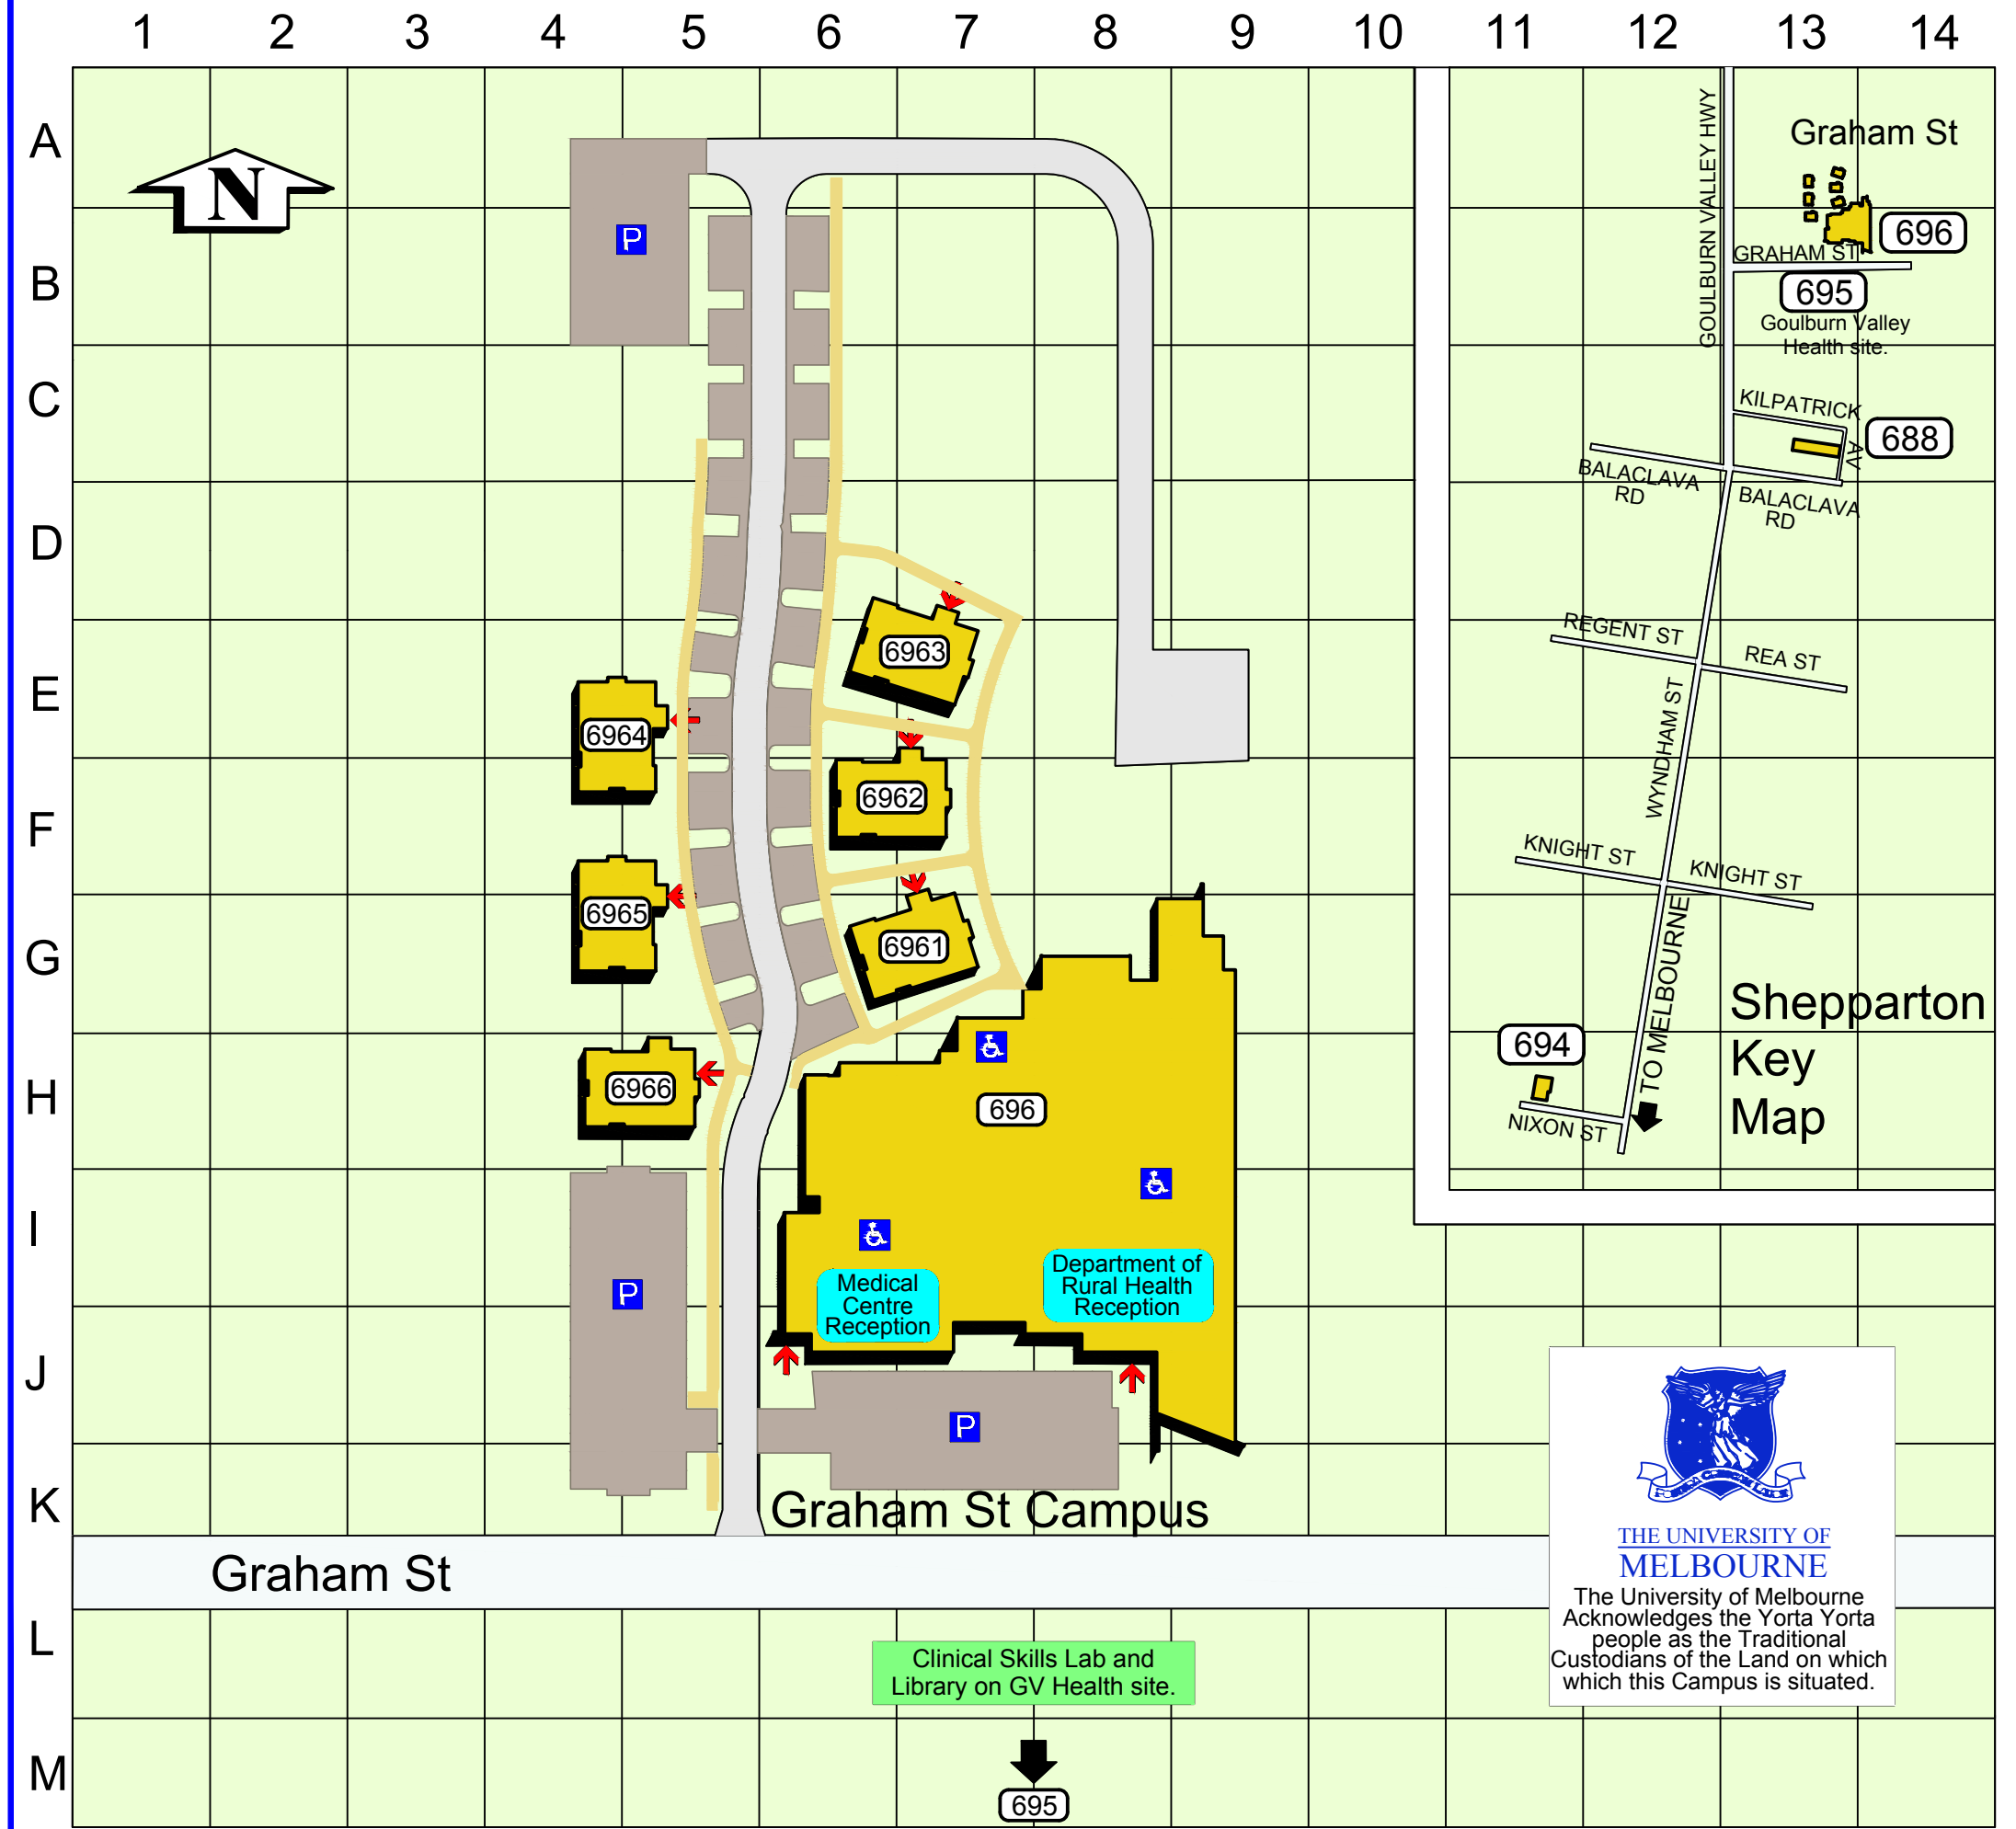 1 2 3 4 5 6 7 8 9 10 11 12 13 14
A
B
C
D
E
F
G
H
I
J
K
L
M
N
P
6963
6964
6962
6965
6961
6966
696
Medical
Centre
Reception
Department of
Rural Health
Reception
P
P
Graham St Campus
Graham St
Clinical Skills Lab and
Library on GV Health site.
695
GOULBURN VALLEY HWY
Graham St
696
GRAHAM ST
695
Goulburn Valley
Health site.
KILPATRICK
AV
688
BALACLAVA
RD
BALACLAVA
RD
REGENT ST
REA ST
WYNDHAM ST
KNIGHT ST
KNIGHT ST
TO MELBOURNE
694
NIXON ST
Shepparton
Key
Map
THE UNIVERSITY OF
MELBOURNE
The University of Melbourne
Acknowledges the Yorta Yorta
people as the Traditional
Custodians of the Land on which
which this Campus is situated.